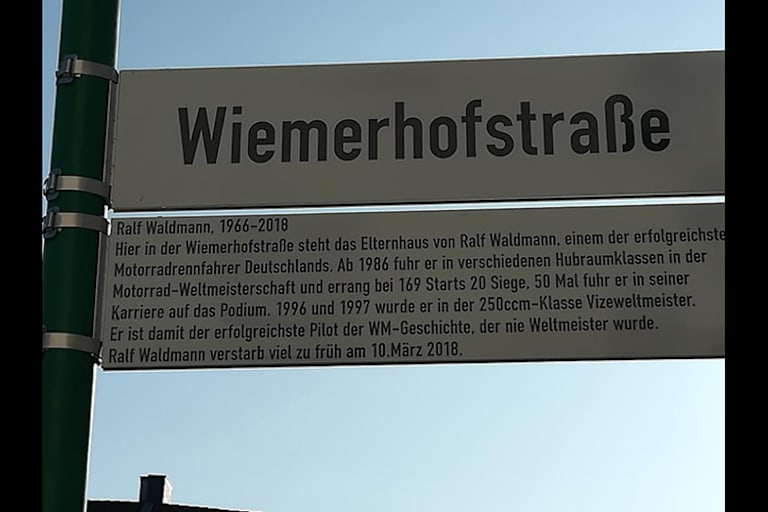 Wiemerhofstraße
Ralf Waldmann, 1966-2018
Hier in der Wiemerhofstraße steht das Elternhaus von Ralf Waldmann, einem der erfolgreichste
Motorradrennfahrer Deutschlands. Ab 1986 fuhr er in verschiedenen Hubraumklassen in der
Motorrad-Weltmeisterschaft und errang bei 169 Starts 20 Siege, 50 Mal fuhr er in seiner
Karriere auf das Podium. 1996 und 1997 wurde er in der 250ccm-Klasse Vizeweltmeister.
Er ist damit der erfolgreichste Pilot der WM-Geschichte, der nie Weltmeister wurde.
Ralf Waldmann verstarb viel zu früh am 10.März 2018.